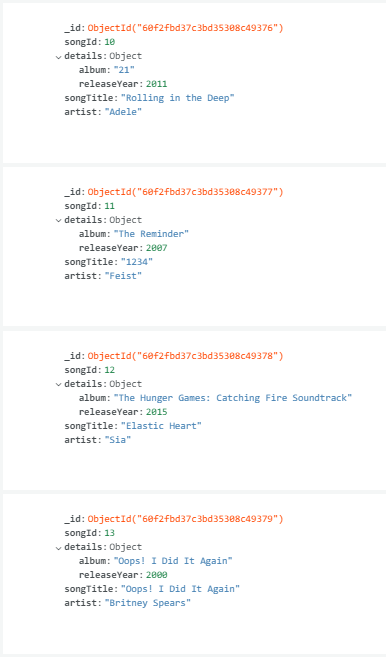 _id: ObjectId("60f2fbd37c3bd35308c49376")
songId: 10
details: Object
album: "21"
releaseYear: 2011
songTitle: "Rolling in the Deep"
artist: "Adele"
_id: ObjectId("60f2fbd37c3bd35308c49377")
songId: 11
details: Object
album: "The Reminder"
releaseYear: 2007
songTitle: "1234"
artist: "Feist"
_id: ObjectId("60f2fbd37c3bd35308c49378")
songId: 12
details: Object
album: "The Hunger Games: Catching Fire Soundtrack"
releaseYear: 2015
songTitle: "Elastic Heart"
artist: "Sia"
_id: ObjectId("60f2fbd37c3bd35308c49379")
songId: 13
details: Object
album: "Oops! I Did It Again"
releaseYear: 2000
songTitle: "Oops! I Did It Again"
artist: "Britney Spears"